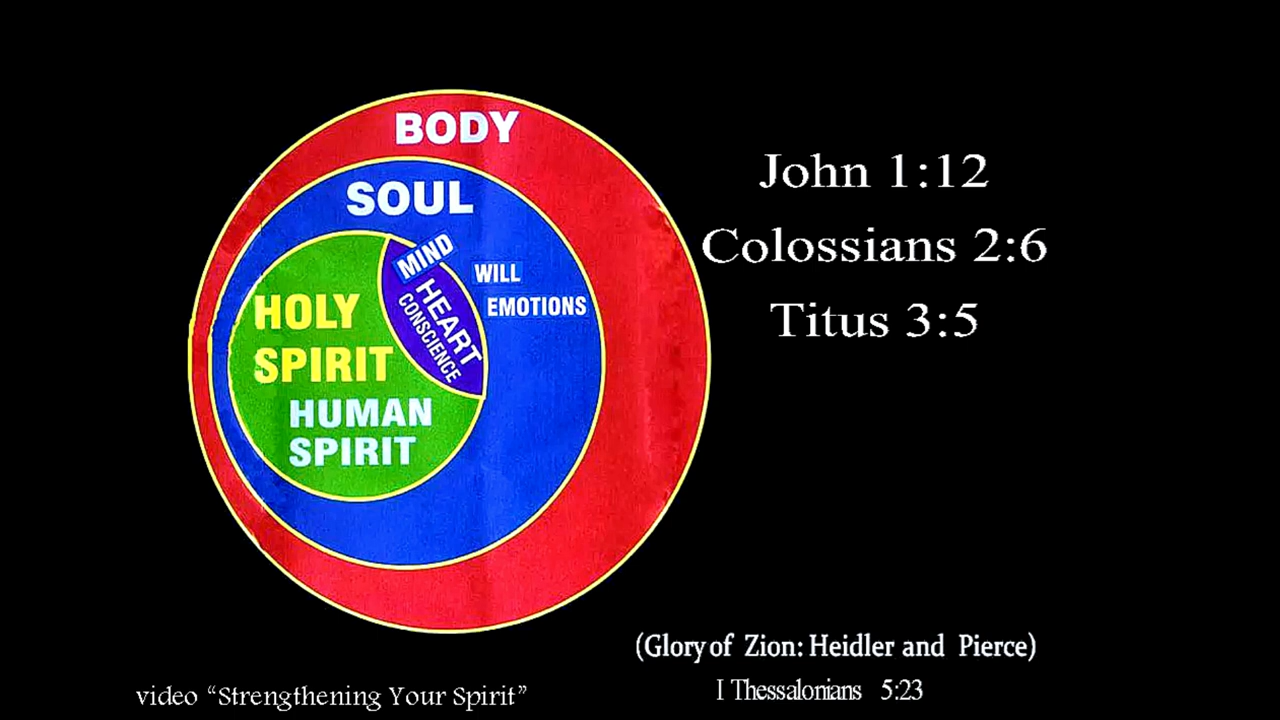 BODY
SOUL
MIND
WILL
HEART
EMOTIONS
CONSCIENCE
HOLY
SPIRIT
HUMAN
SPIRIT
John 1:12
Colossians 2:6
Titus 3:5
(Glory of Zion: Heidler and Pierce)
I Thessalonians 5:23
video “Strengthening Your Spirit”